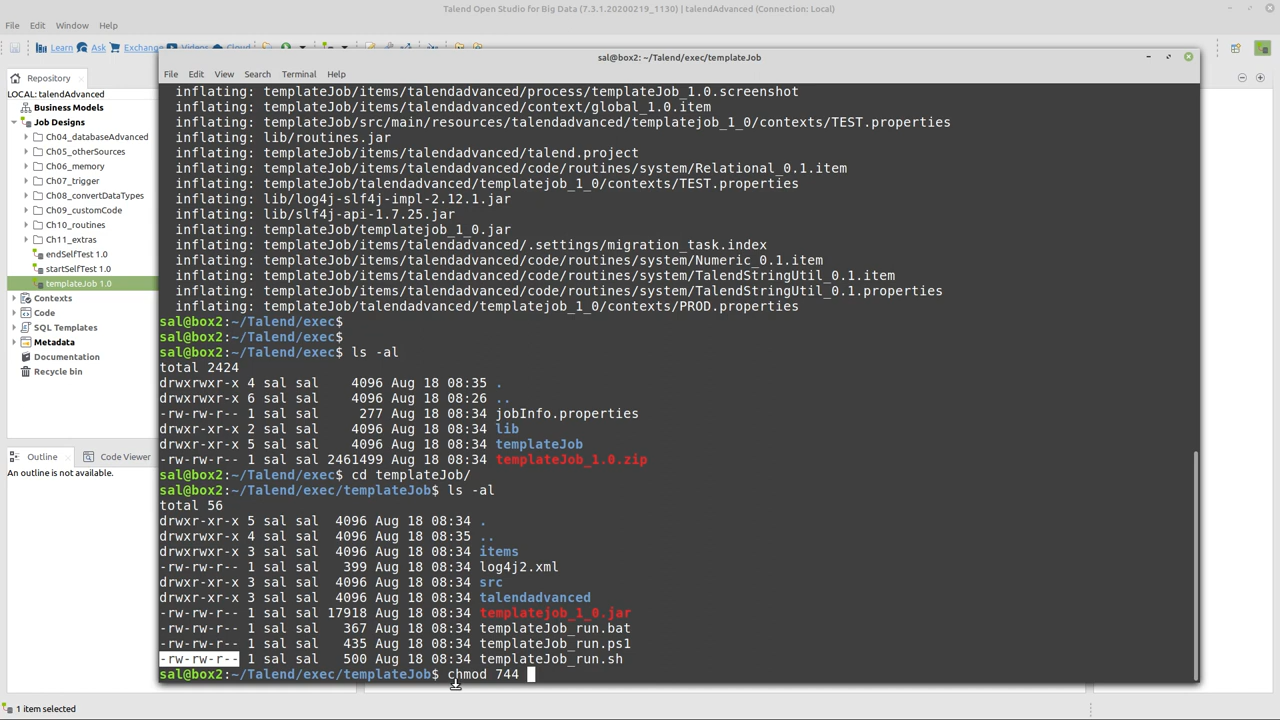 Talend Open Studio for Big Data (7.3.1.20200219_1130) | talendAdvanced (Connection: Local)
File Edit Window Help
Learn Ask Exchange Videos Cloud
sal@box2: ~/Talend/exec/templateJob
File Edit View Search Terminal Help
Repository
LOCAL: talendAdvanced
Business Models
Job Designs
Ch04_databaseAdvanced
Ch05_otherSources
Ch06_memory
Ch07_trigger
Ch08_convertDataTypes
Ch09_customCode
Ch10_routines
Ch11_extras
endSelfTest 1.0
startSelfTest 1.0
templateJob 1.0
Contexts
Code
SQL Templates
Metadata
Documentation
Recycle bin
Outline Code Viewer
An outline is not available.
inflating: templateJob/items/talendadvanced/process/templateJob_1.0.screenshot
inflating: templateJob/items/talendadvanced/context/global_1.0.item
inflating: templateJob/src/main/resources/talendadvanced/templatejob_1_0/contexts/TEST.properties
inflating: lib/routines.jar
inflating: templateJob/items/talendadvanced/talend.project
inflating: templateJob/items/talendadvanced/code/routines/system/Relational_0.1.item
inflating: templateJob/talendadvanced/templatejob_1_0/contexts/TEST.properties
inflating: lib/log4j-slf4j-impl-2.12.1.jar
inflating: lib/slf4j-api-1.7.25.jar
inflating: templateJob/templatejob_1_0.jar
inflating: templateJob/items/talendadvanced/.settings/migration_task.index
inflating: templateJob/items/talendadvanced/code/routines/system/Numeric_0.1.item
inflating: templateJob/items/talendadvanced/code/routines/system/TalendStringUtil_0.1.item
inflating: templateJob/items/talendadvanced/code/routines/system/TalendStringUtil_0.1.properties
inflating: templateJob/talendadvanced/templatejob_1_0/contexts/PROD.properties
sal@box2:~/Talend/exec$
sal@box2:~/Talend/exec$
sal@box2:~/Talend/exec$ ls -al
total 2424
drwxrwxr-x 4 sal sal 4096 Aug 18 08:35 .
drwxrwxr-x 6 sal sal 4096 Aug 18 08:26 ..
-rw-rw-r-- 1 sal sal 277 Aug 18 08:34 jobInfo.properties
drwxrwxr-x 2 sal sal 4096 Aug 18 08:34 lib
drwxrwxr-x 5 sal sal 4096 Aug 18 08:34 templateJob
-rw-rw-r-- 1 sal sal 2461499 Aug 18 08:34 templateJob_1.0.zip
sal@box2:~/Talend/exec$ cd templateJob/
sal@box2:~/Talend/exec/templateJob$ ls -al
total 56
drwxr-xr-x 5 sal sal 4096 Aug 18 08:34 .
drwxrwxr-x 4 sal sal 4096 Aug 18 08:35 ..
drwxrwxr-x 3 sal sal 4096 Aug 18 08:34 items
-rw-rw-r-- 1 sal sal 399 Aug 18 08:34 log4j2.xml
drwxrwxr-x 3 sal sal 4096 Aug 18 08:34 src
drwxrwxr-x 3 sal sal 4096 Aug 18 08:34 talendadvanced
-rw-rw-r-- 1 sal sal 17918 Aug 18 08:34 templatejob_1_0.jar
-rw-rw-r-- 1 sal sal 367 Aug 18 08:34 templateJob_run.bat
-rw-rw-r-- 1 sal sal 435 Aug 18 08:34 templateJob_run.ps1
-rw-rw-r-- 1 sal sal 500 Aug 18 08:34 templateJob_run.sh
sal@box2:~/Talend/exec/templateJob$ chmod 744
1 item selected